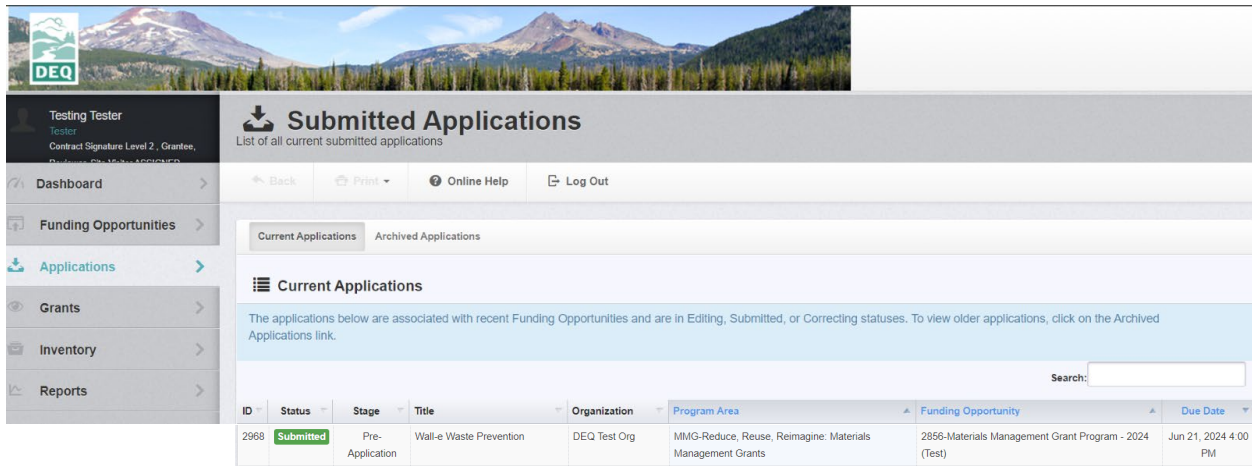 DEQ
Testing Tester
Tester
Contract Signature Level 2 , Grantee,
Reviewer, Site Visitor ASSIGNED
Submitted Applications
List of all current submitted applications
Back
Print
Online Help
Log Out
Dashboard
Funding Opportunities
Applications
Grants
Inventory
Reports
Current Applications
Archived Applications
Current Applications
The applications below are associated with recent Funding Opportunities and are in Editing, Submitted, or Correcting statuses. To view older applications, click on the Archived
Applications link.
Search:
ID Status Stage Title Organization Program Area Funding Opportunity Due Date
2968 Submitted Pre- Wall-e Waste Prevention DEQ Test Org MMG-Reduce, Reuse, Reimagine: Materials 2856-Materials Management Grant Program - 2024 Jun 21, 2024 4:00
Application Management Grants (Test) PM